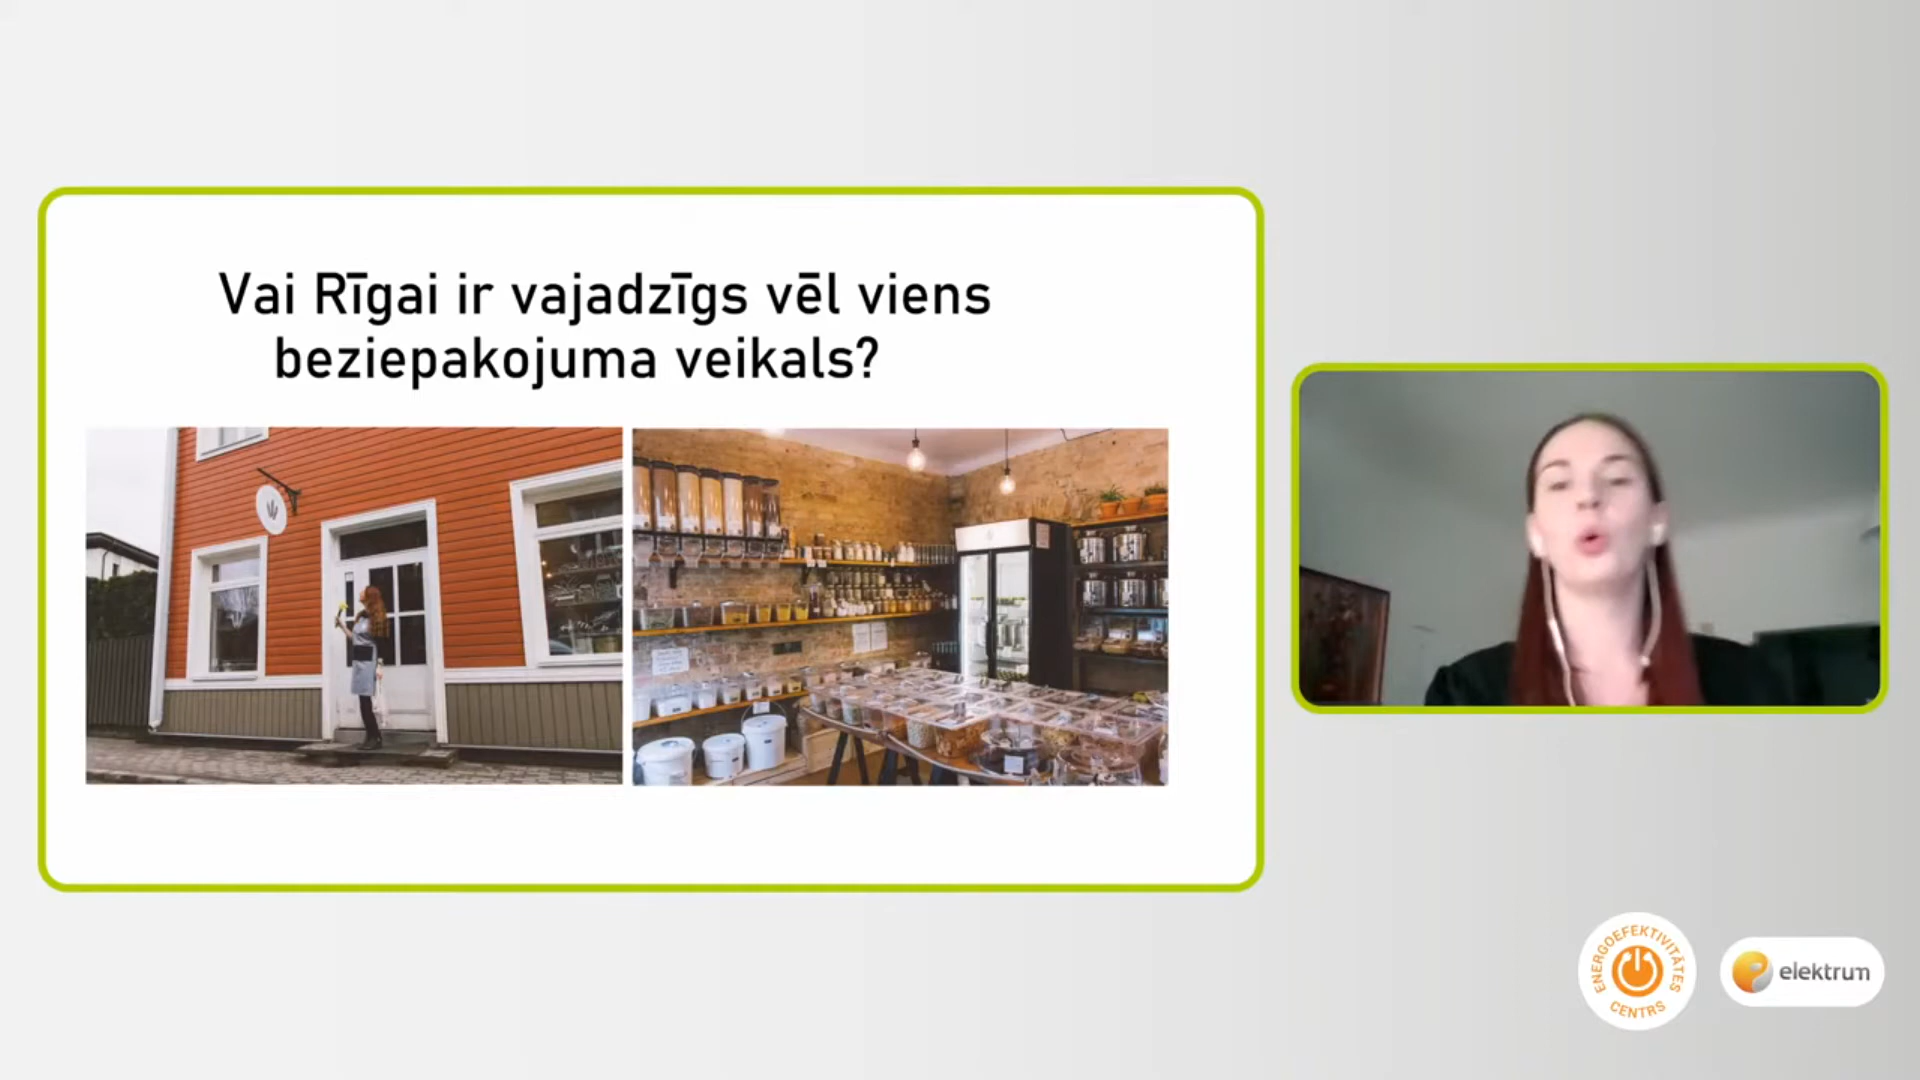 Vai Rīgai ir vajadzīgs vēl viens
beziepakojuma veikals?
ENERGOEFEKTIVITĀTES
CENTRS
elektrum